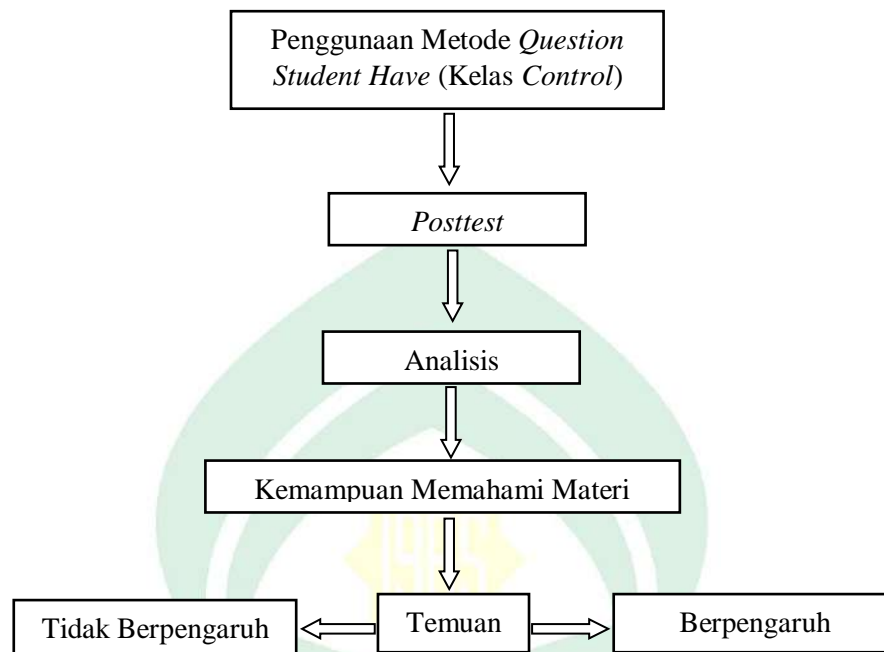 Penggunaan Metode Question
Student Have (Kelas Control)
Posttest
Analisis
Kemampuan Memahami Materi
Tidak Berpengaruh
Temuan
Berpengaruh